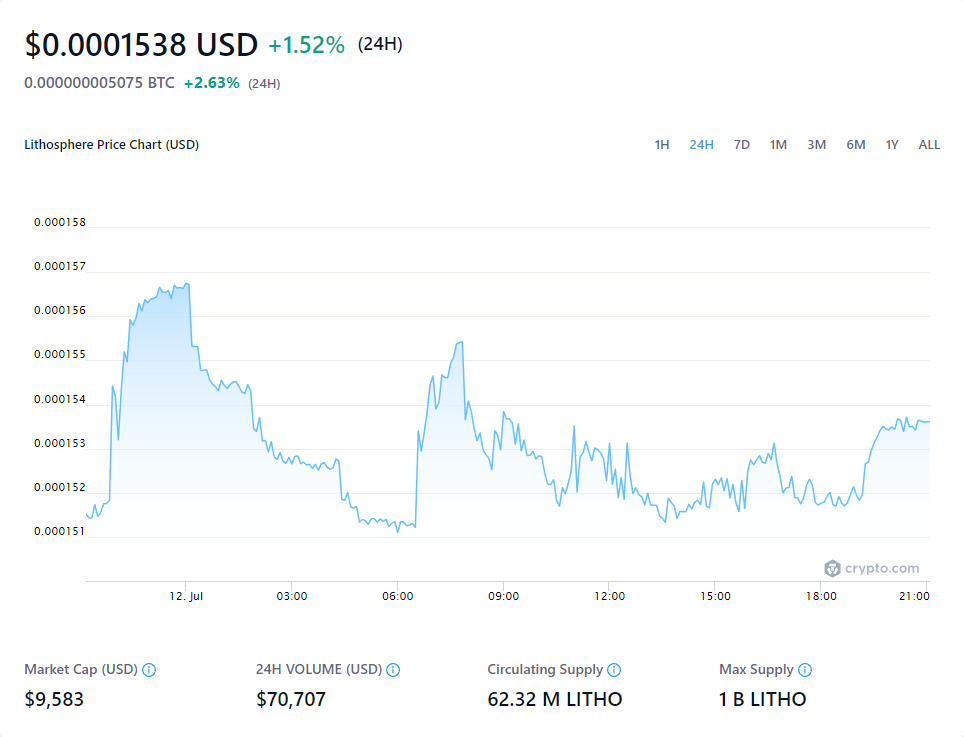 $0.0001538 USD +1.52% (24H)
0.000000005075 BTC +2.63% (24H)
Lithosphere Price Chart (USD) 1H 24H 7D 1M 3M 6M 1Y ALL
0.000158
0.000157
0.000156
0.000155
0.000154
0.000153
0.000152
0.000151
crypto.com
12. Jul 03:00 06:00 09:00 12:00 15:00 18:00 21:00
Market Cap (USD) 24H VOLUME (USD) Circulating Supply Max Supply
$9,583 $70,707 62.32 M LITHO 1 B LITHO